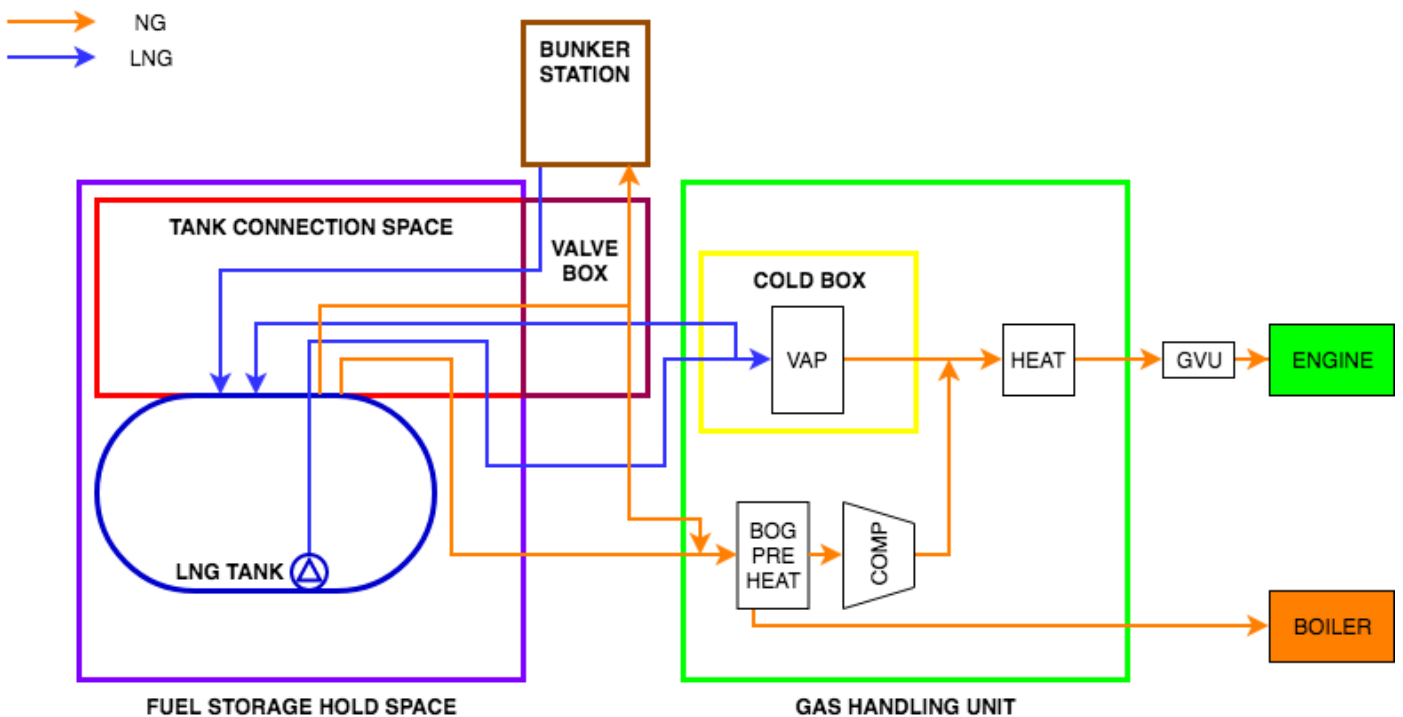 NG
LNG
BUNKER
STATION
TANK CONNECTION SPACE
VALVE
BOX
COLD BOX
VAP
HEAT
GVU
ENGINE
LNG TANK
BOG
PRE
HEAT
COMP
BOILER
FUEL STORAGE HOLD SPACE
GAS HANDLING UNIT